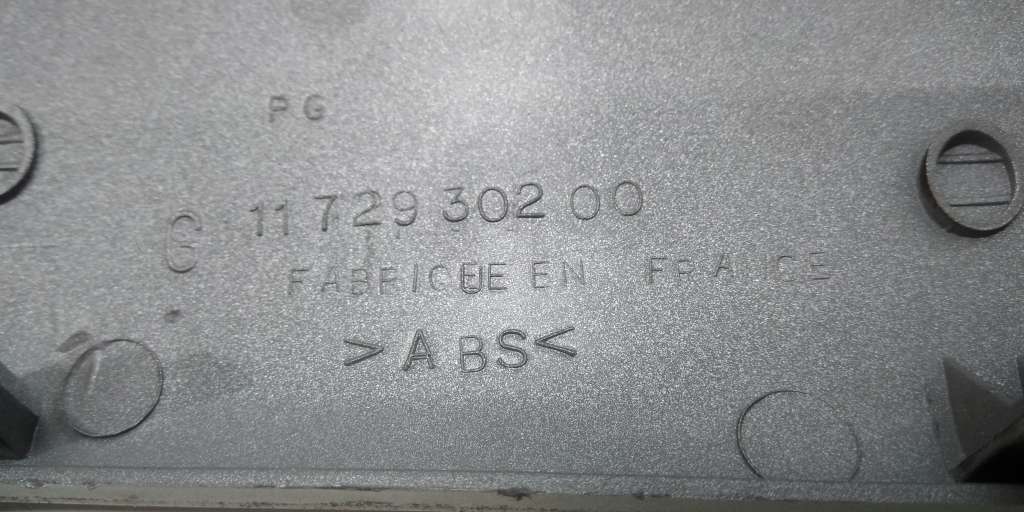 PG
G 11 729 302 00
FABRIQUE EN FRANCE
>ABS<